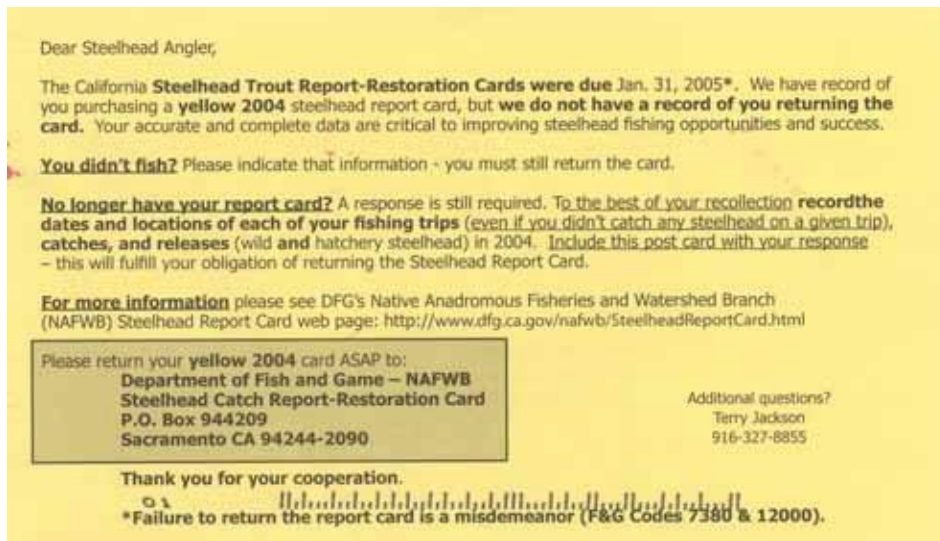 Dear Steelhead Angler,
The California Steelhead Trout Report-Restoration Cards were due Jan. 31, 2005*. We have record of
you purchasing a yellow 2004 steelhead report card, but we do not have a record of you returning the
card. Your accurate and complete data are critical to improving steelhead fishing opportunities and success.
You didn't fish? Please indicate that information - you must still return the card.
No longer have your report card? A response is still required. To the best of your recollection recordthe
dates and locations of each of your fishing trips (even if you didn't catch any steelhead on a given trip),
catches, and releases (wild and hatchery steelhead) in 2004. Include this post card with your response
– this will fulfill your obligation of returning the Steelhead Report Card.
For more information please see DFG's Native Anadromous Fisheries and Watershed Branch
(NAFWB) Steelhead Report Card web page: http://www.dfg.ca.gov/nafwb/SteelheadReportCard.html
Please return your yellow 2004 card ASAP to:
Department of Fish and Game – NAFWB
Steelhead Catch Report-Restoration Card
P.O. Box 944209
Sacramento CA 94244-2090
Additional questions?
Terry Jackson
916-327-8855
Thank you for your cooperation.
01
*Failure to return the report card is a misdemeanor (F&G Codes 7380 & 12000).